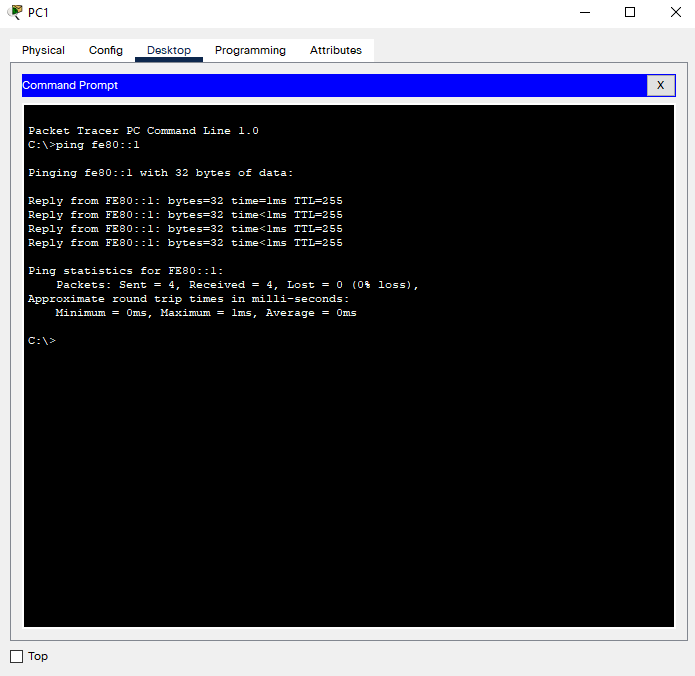 PC1
Physical Config Desktop Programming Attributes
Command Prompt X
Packet Tracer PC Command Line 1.0
C:\>ping fe80::1
Pinging fe80::1 with 32 bytes of data:
Reply from FE80::1: bytes=32 time=1ms TTL=255
Reply from FE80::1: bytes=32 time<1ms TTL=255
Reply from FE80::1: bytes=32 time<1ms TTL=255
Reply from FE80::1: bytes=32 time<1ms TTL=255
Ping statistics for FE80::1:
Packets: Sent = 4, Received = 4, Lost = 0 (0% loss),
Approximate round trip times in milli-seconds:
Minimum = 0ms, Maximum = 1ms, Average = 0ms
C:\>
Top